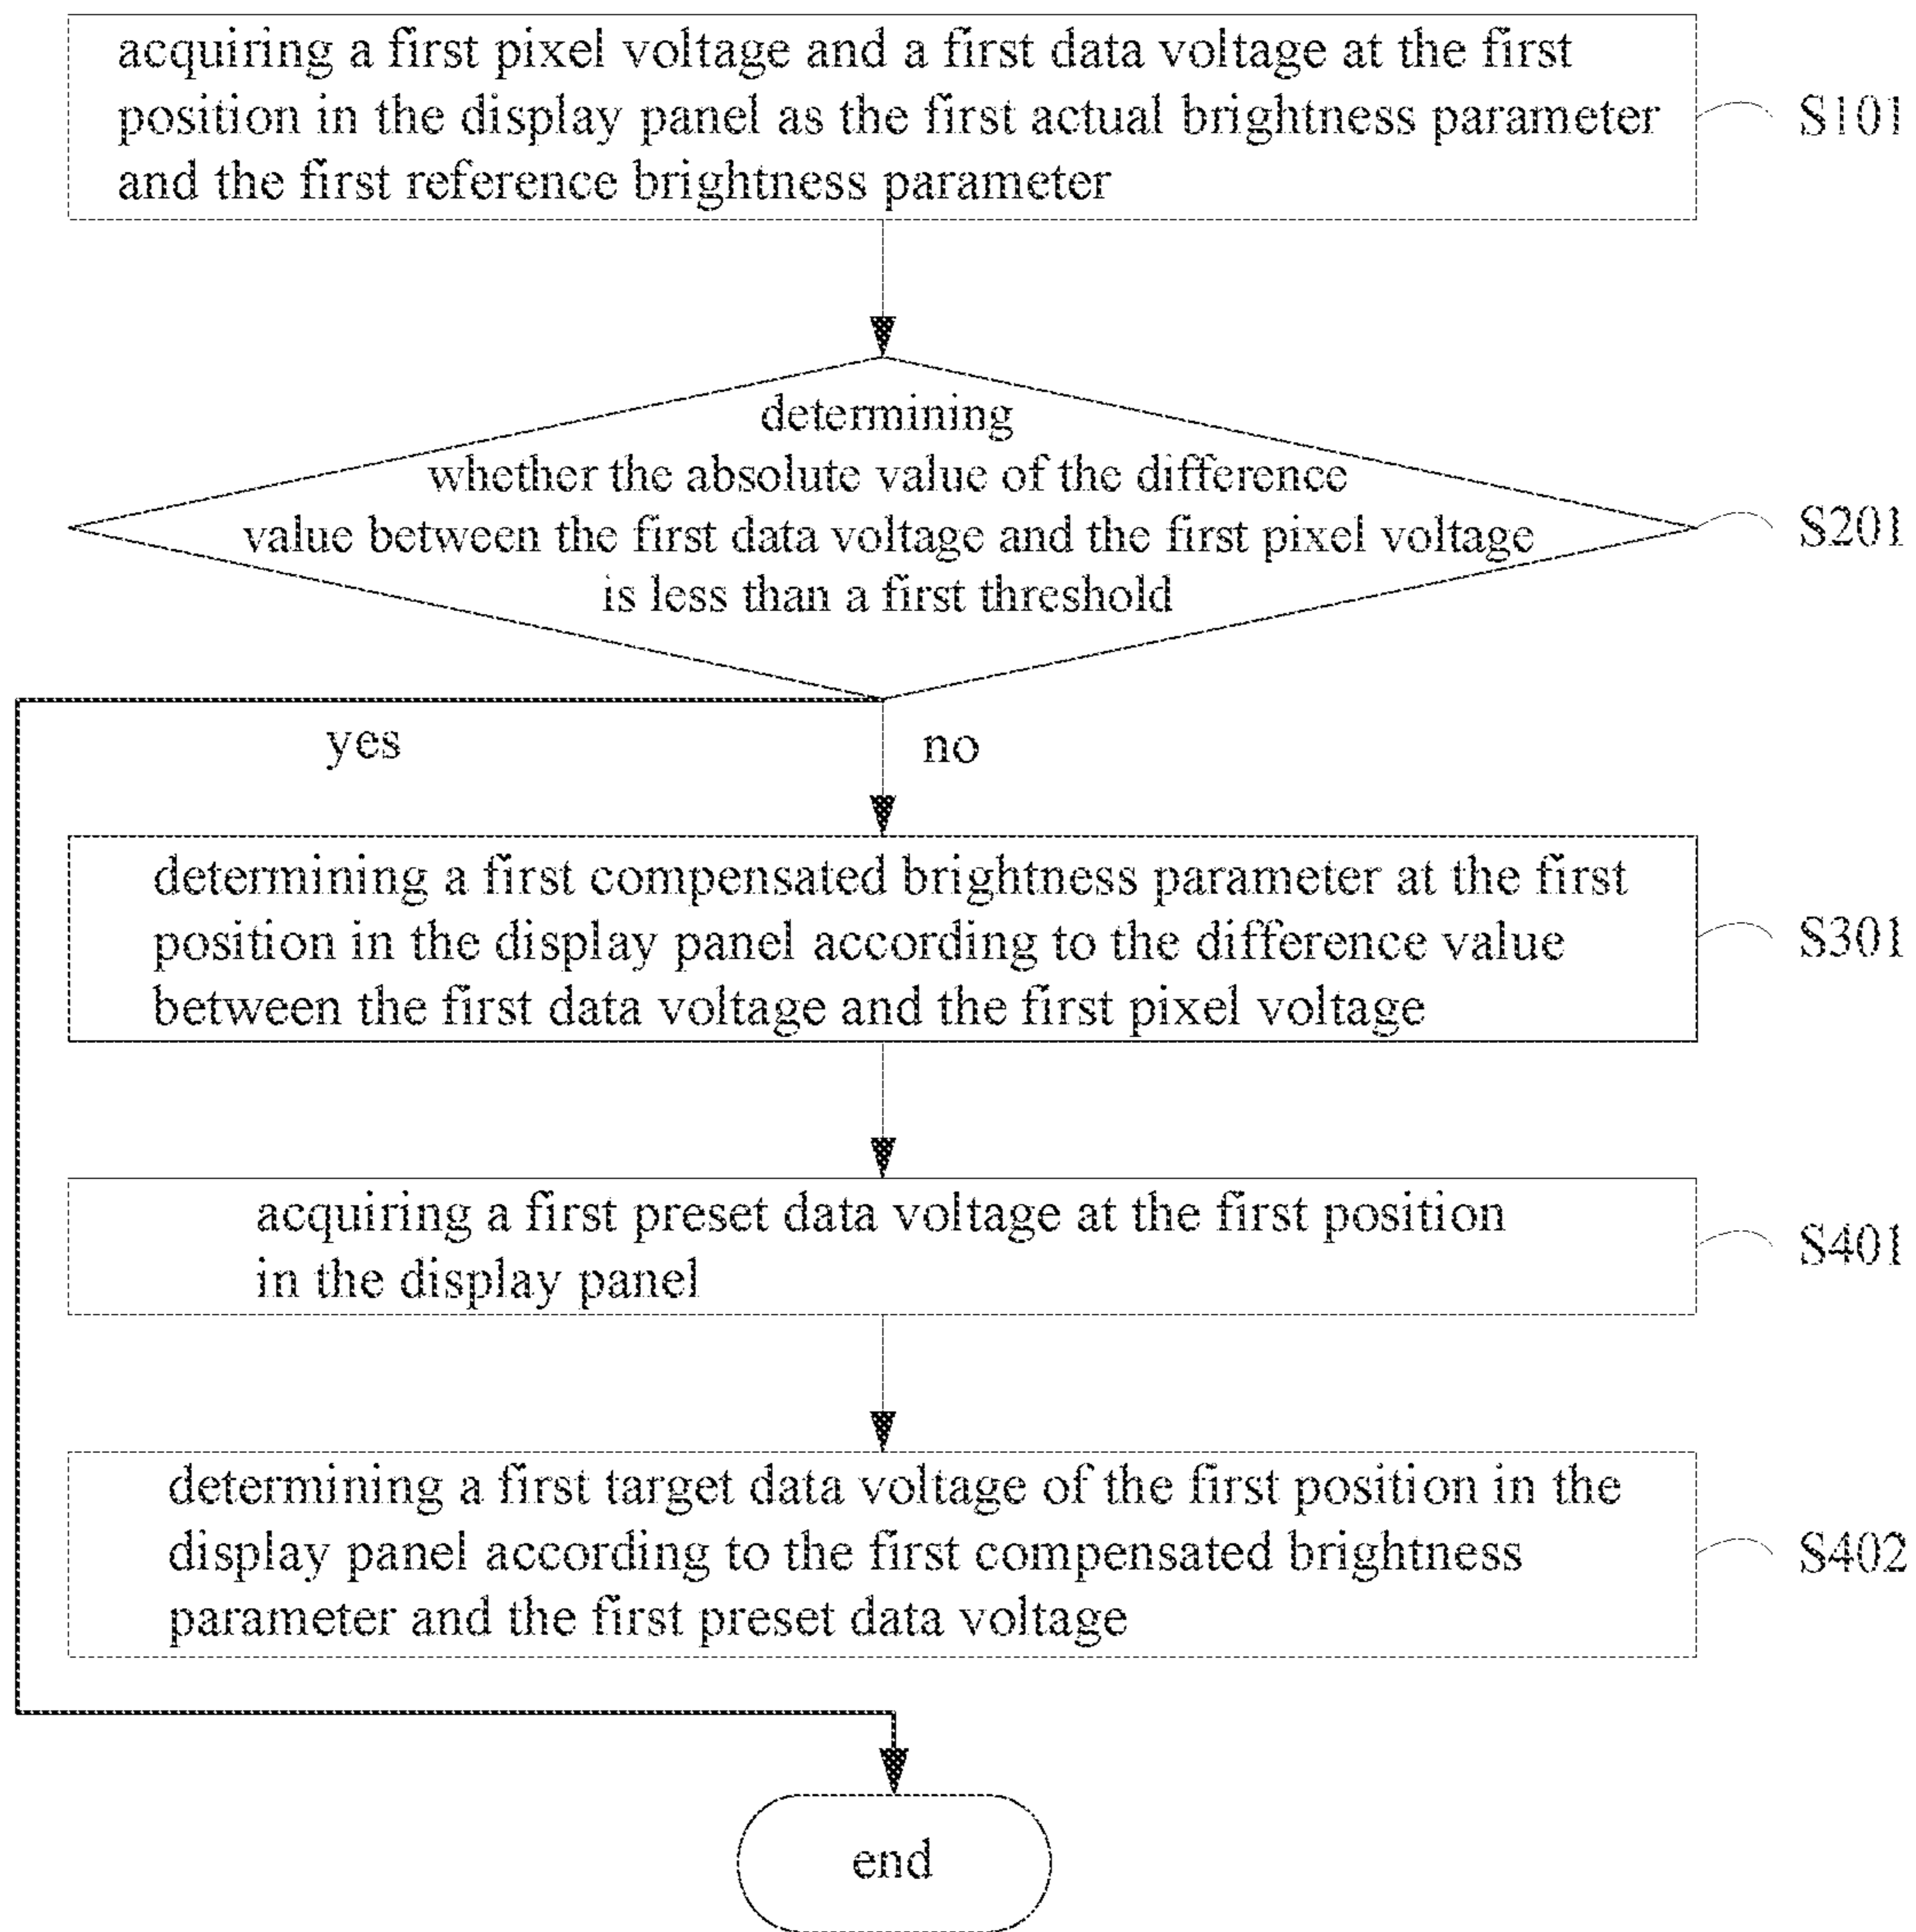 acquiring a first pixel voltage and a first data voltage at the first
position in the display panel as the first actual brightness parameter
and the first reference brightness parameter
S101
determining
whether the absolute value of the difference
value between the first data voltage and the first pixel voltage
is less than a first threshold
S201
yes
no
determining a first compensated brightness parameter at the first
position in the display panel according to the difference value
between the first data voltage and the first pixel voltage
S301
acquiring a first preset data voltage at the first position
in the display panel
S401
determining a first target data voltage of the first position in the
display panel according to the first compensated brightness
parameter and the first preset data voltage
S402
end